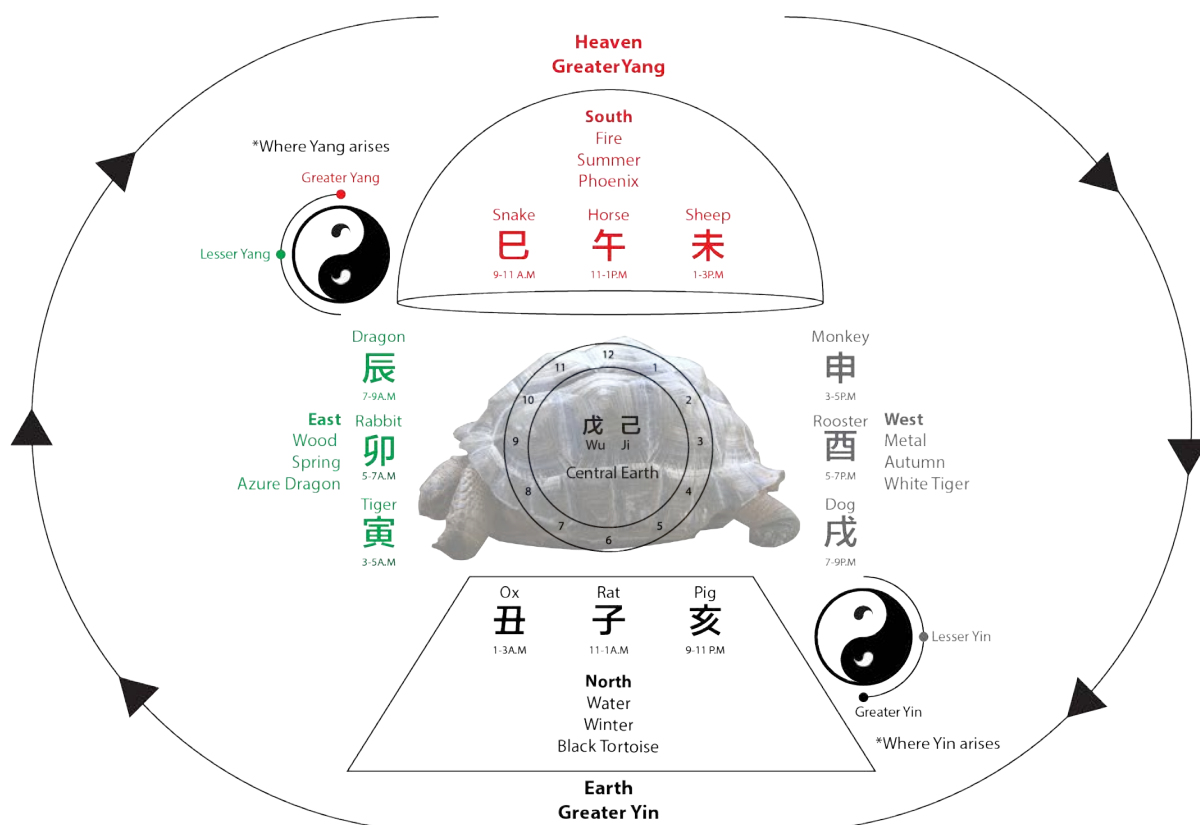 Heaven
Greater Yang
South
Fire
Summer
Phoenix
*Where Yang arises
Greater Yang
Lesser Yang
Snake
巳
9-11 A.M
Horse
午
11-1P.M
Sheep
未
1-3P.M
Dragon
辰
7-9A.M
East
Wood
Spring
Azure Dragon
Rabbit
卯
5-7A.M
Tiger
寅
3-5A.M
12
1
2
3
4
5
6
7
8
9
10
11
戊 己
Wu Ji
Central Earth
Monkey
申
3-5P.M
Rooster
酉
5-7P.M
West
Metal
Autumn
White Tiger
Dog
戌
7-9P.M
Ox
丑
1-3A.M
Rat
子
11-1A.M
Pig
亥
9-11 P.M
North
Water
Winter
Black Tortoise
Lesser Yin
Greater Yin
*Where Yin arises
Earth
Greater Yin